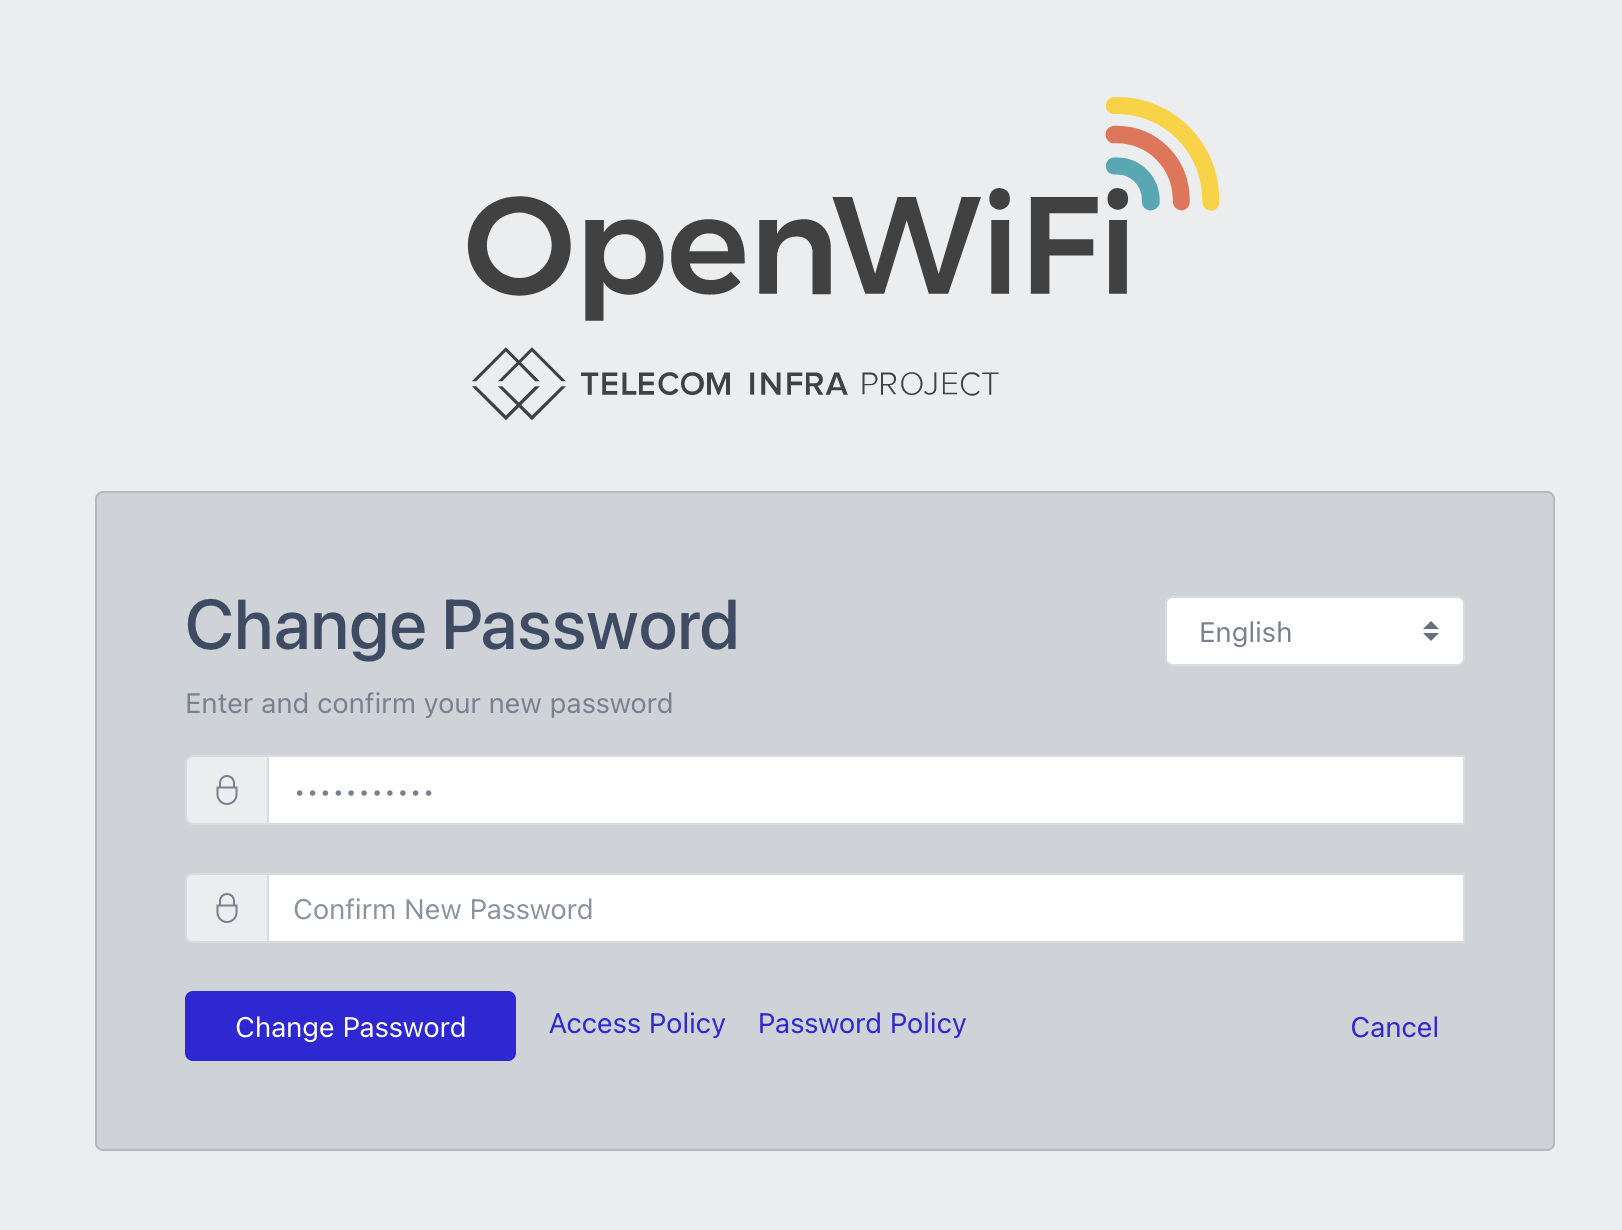 OpenWiFi
TELECOM INFRA PROJECT
Change Password
English
Enter and confirm your new password
•••••••••••
Confirm New Password
Change Password Access Policy Password Policy Cancel